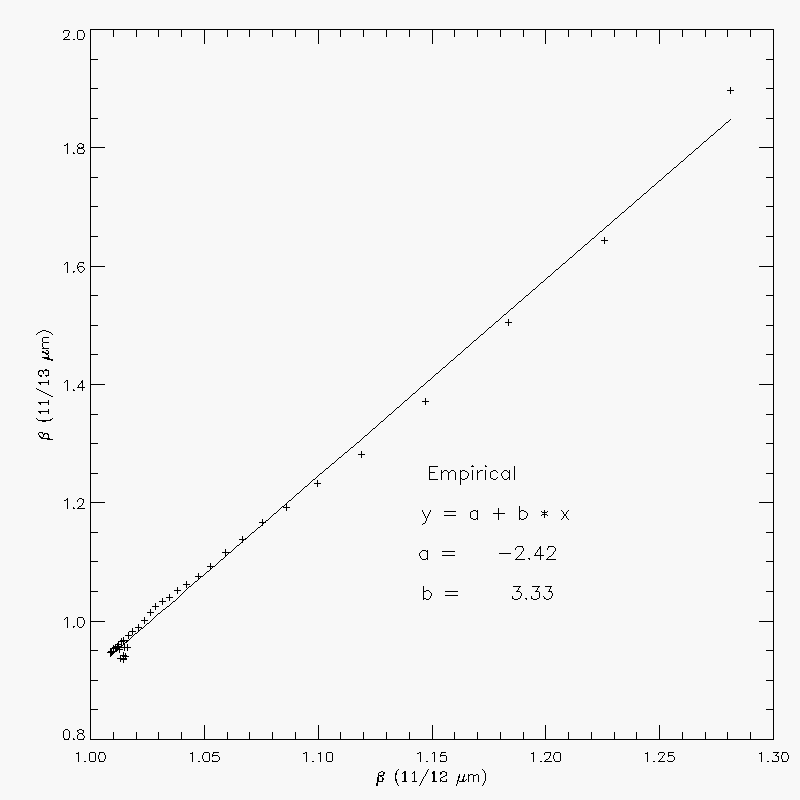 2.0
1.8
1.6
1.4
1.2
1.0
0.8
β (11/13 μm)
Empirical
y = a + b * x
a = −2.42
b = 3.33
1.00 1.05 1.10 1.15 1.20 1.25 1.30
β (11/12 μm)